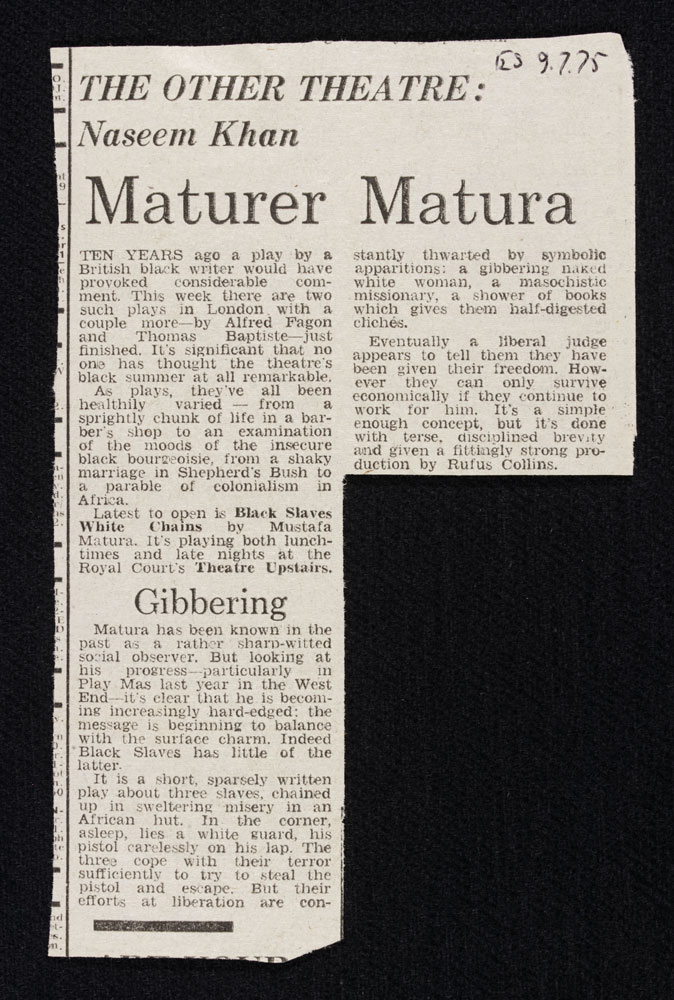 ES 9.7.75
THE OTHER THEATRE:
Naseem Khan
Maturer Matura
TEN YEARS ago a play by a
British black writer would have
provoked considerable com-
ment. This week there are two
such plays in London with a
couple more—by Alfred Fagon
and Thomas Baptiste—just
finished. It's significant that no
one has thought the theatre's
black summer at all remarkable.
As plays, they've all been
healthily varied — from a
sprightly chunk of life in a bar-
ber's shop to an examination
of the moods of the insecure
black bourgeoisie, from a shaky
marriage in Shepherd's Bush to
a parable of colonialism in
Africa.
Latest to open is Black Slaves
White Chains by Mustafa
Matura. It's playing both lunch-
times and late nights at the
Royal Court's Theatre Upstairs.
Gibbering
Matura has been known in the
past as a rather sharp-witted
social observer. But looking at
his progress—particularly in
Play Mas last year in the West
End—it's clear that he is becom-
ing increasingly hard-edged: the
message is beginning to balance
with the surface charm. Indeed
Black Slaves has little of the
latter.
It is a short, sparsely written
play about three slaves, chained
up in sweltering misery in an
African hut. In the corner,
asleep, lies a white guard, his
pistol carelessly on his lap. The
three cope with their terror
sufficiently to try to steal the
pistol and escape. But their
efforts at liberation are con-
stantly thwarted by symbolic
apparitions: a gibbering naked
white woman, a masochistic
missionary, a shower of books
which gives them half-digested
clichés.
Eventually a liberal judge
appears to tell them they have
been given their freedom. How-
ever they can only survive
economically if they continue to
work for him. It's a simple
enough concept, but it's done
with terse, disciplined brevity
and given a fittingly strong pro-
duction by Rufus Collins.